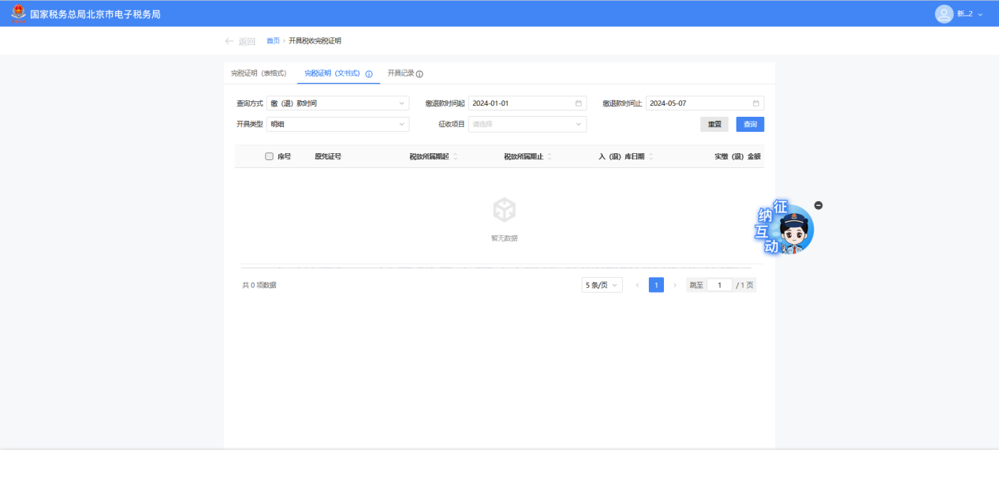 国家税务总局北京市电子税务局
新...2
返回 首页 › 开具税收完税证明
完税证明（表格式） 完税证明（文书式） 开具记录
查询方式 缴（退）款时间 缴退款时间起 2024-01-01 缴退款时间止 2024-05-07
开具类型 明细 征收项目 请选择 重置 查询
序号 原凭证号 税款所属期起 税款所属期止 入（退）库日期 实缴（退）金额
征纳互动
暂无数据
共 0 项数据 5 条/页 ‹ 1 › 跳至 1 / 1 页